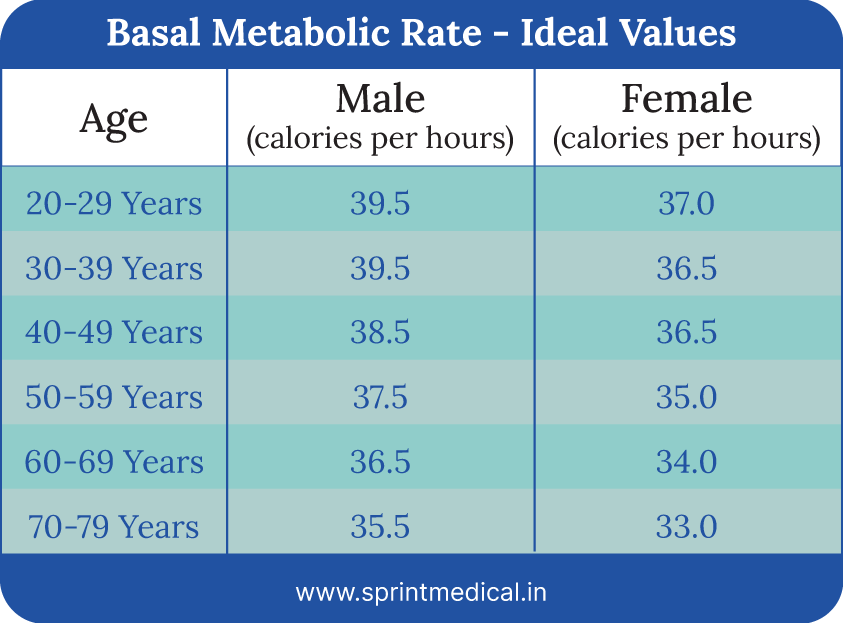 Basal Metabolic Rate - Ideal Values
Age
Male
(calories per hours)
Female
(calories per hours)
20-29 Years 39.5 37.0
30-39 Years 39.5 36.5
40-49 Years 38.5 36.5
50-59 Years 37.5 35.0
60-69 Years 36.5 34.0
70-79 Years 35.5 33.0
www.sprintmedical.in